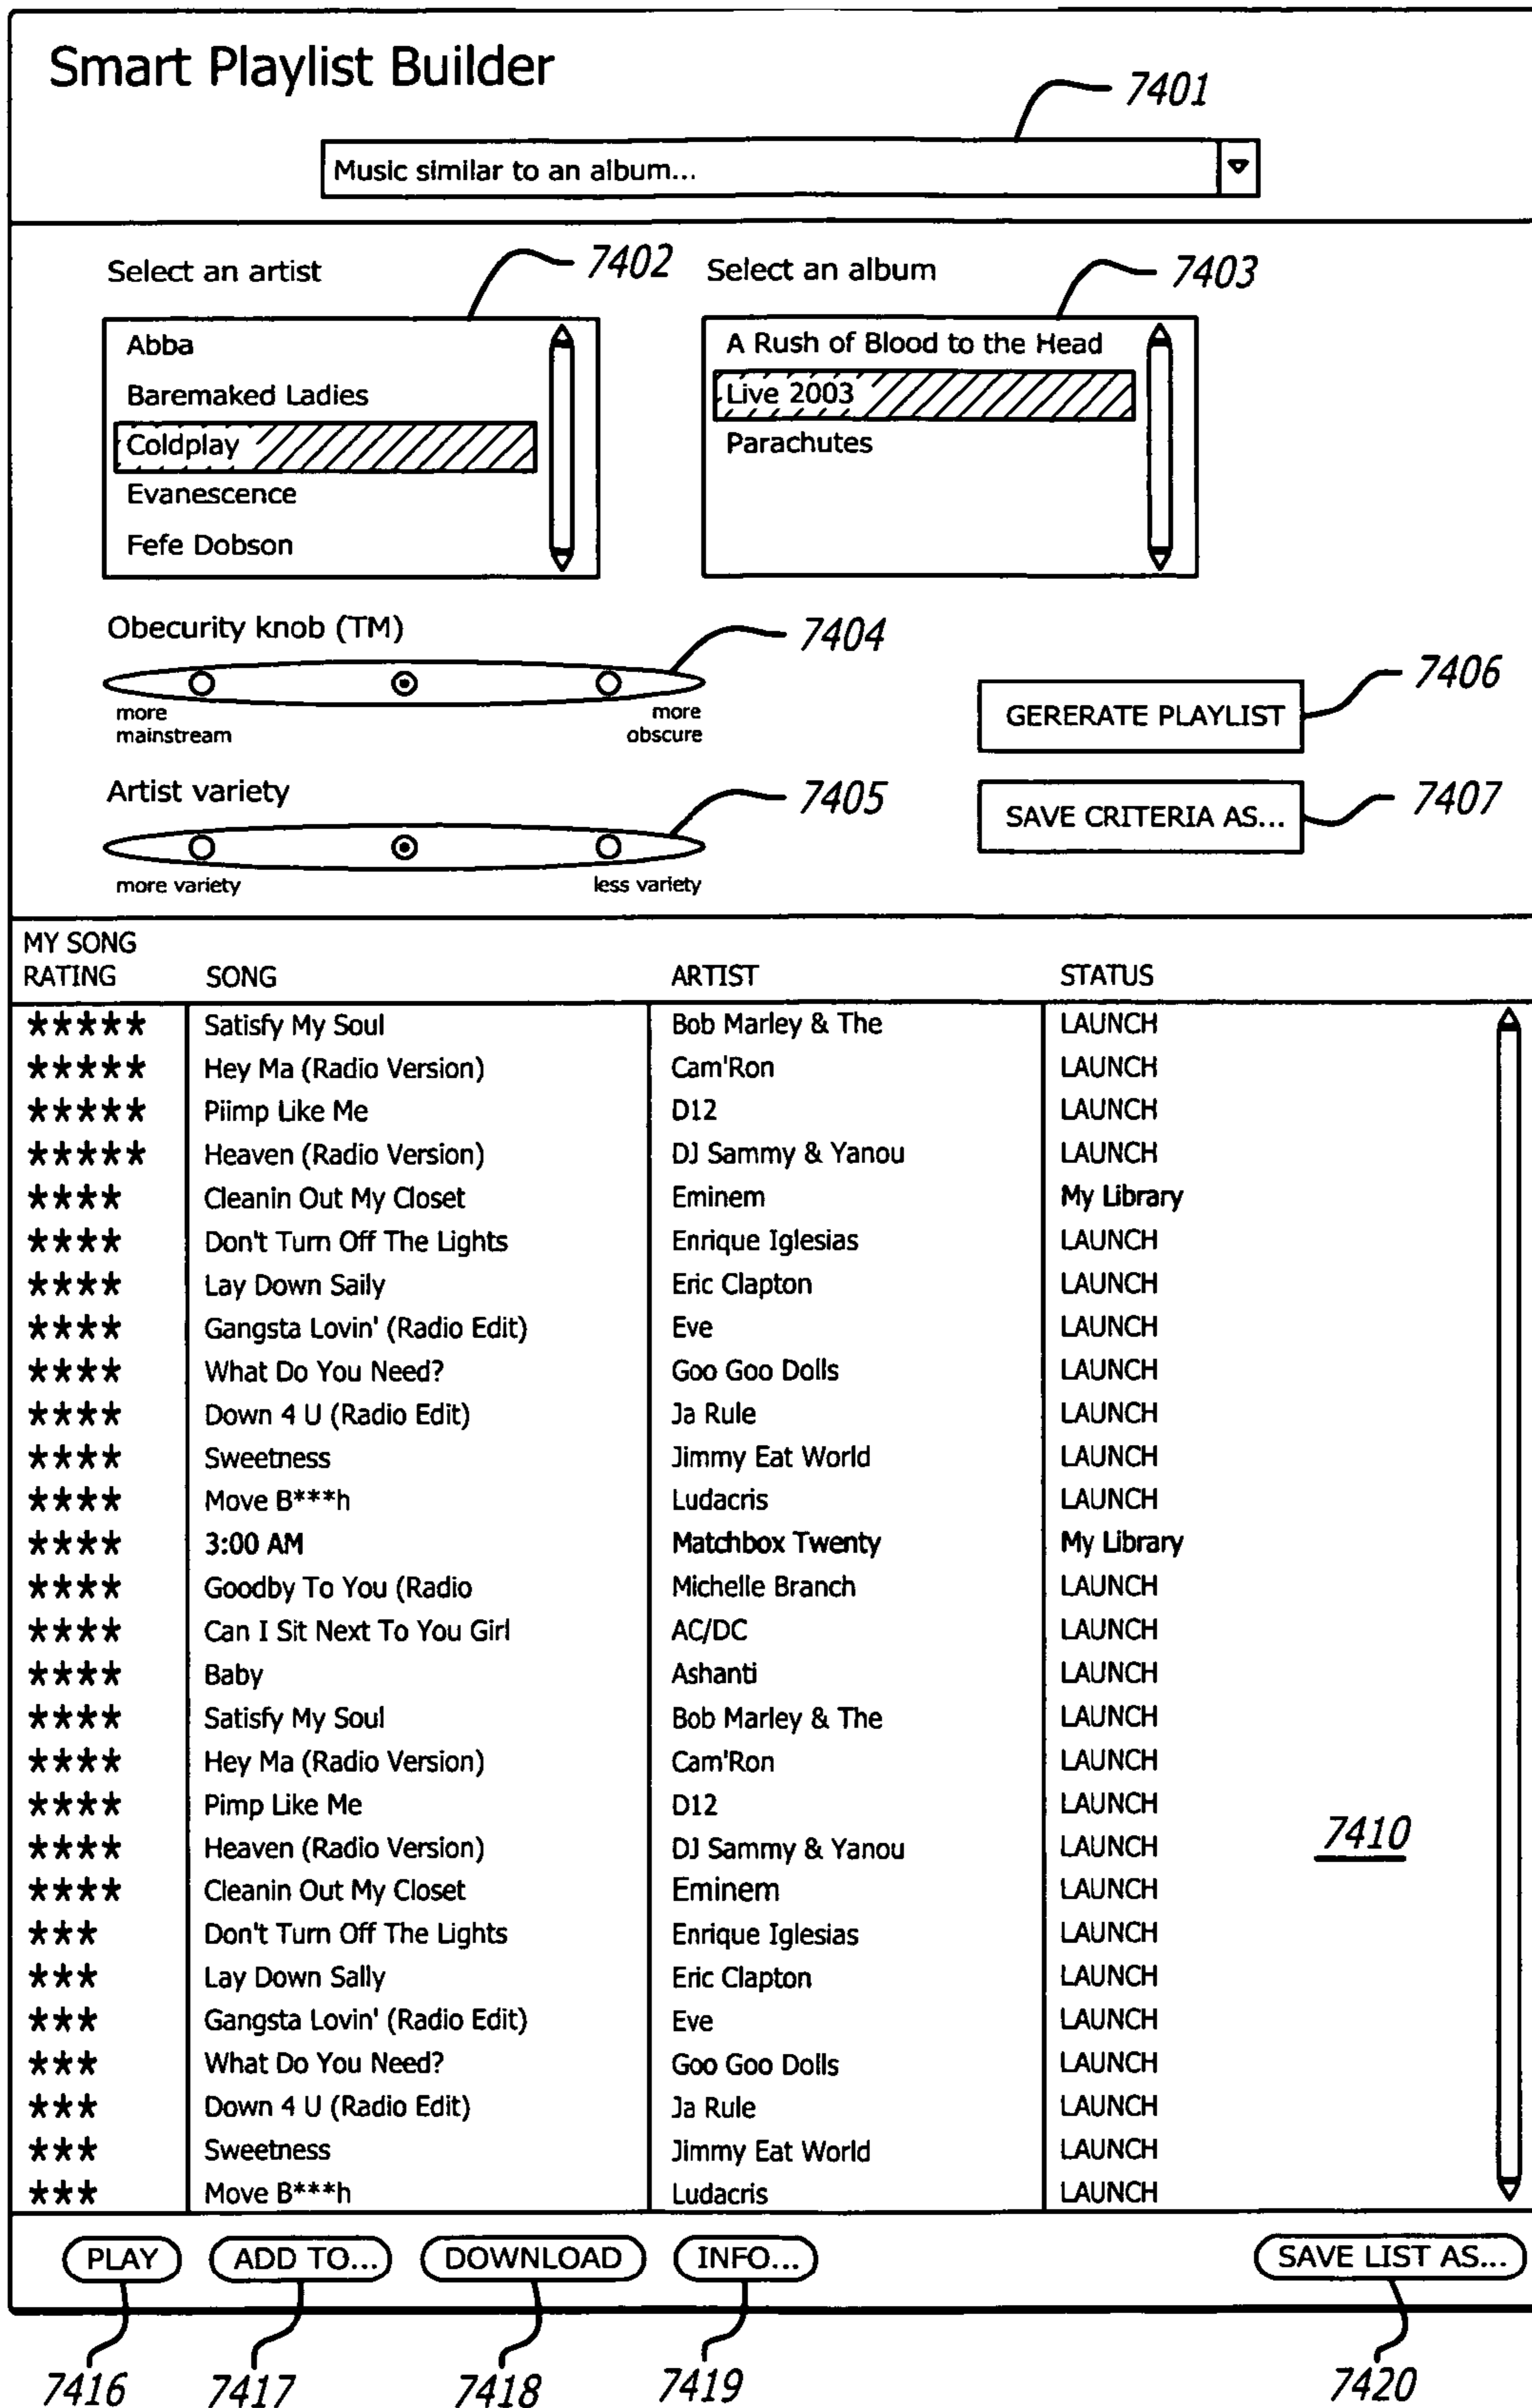 Smart Playlist Builder
7401
Music similar to an album...
Select an artist 7402 Select an album 7403
Abba A Rush of Blood to the Head
Baremaked Ladies Live 2003
Coldplay Parachutes
Evanescence
Fefe Dobson
Obecurity knob (TM) 7404
more mainstream more obscure
GERERATE PLAYLIST 7406
Artist variety 7405
SAVE CRITERIA AS... 7407
more variety less variety
MY SONG
RATING SONG ARTIST STATUS
★★★★★ Satisfy My Soul Bob Marley & The LAUNCH
★★★★★ Hey Ma (Radio Version) Cam'Ron LAUNCH
★★★★★ Piimp Like Me D12 LAUNCH
★★★★★ Heaven (Radio Version) DJ Sammy & Yanou LAUNCH
★★★★ Cleanin Out My Closet Eminem My Library
★★★★ Don't Turn Off The Lights Enrique Iglesias LAUNCH
★★★★ Lay Down Saily Eric Clapton LAUNCH
★★★★ Gangsta Lovin' (Radio Edit) Eve LAUNCH
★★★★ What Do You Need? Goo Goo Dolls LAUNCH
★★★★ Down 4 U (Radio Edit) Ja Rule LAUNCH
★★★★ Sweetness Jimmy Eat World LAUNCH
★★★★ Move B***h Ludacris LAUNCH
★★★★ 3:00 AM Matchbox Twenty My Library
★★★★ Goodby To You (Radio Michelle Branch LAUNCH
★★★★ Can I Sit Next To You Girl AC/DC LAUNCH
★★★★ Baby Ashanti LAUNCH
★★★★ Satisfy My Soul Bob Marley & The LAUNCH
★★★★ Hey Ma (Radio Version) Cam'Ron LAUNCH
★★★★ Pimp Like Me D12 LAUNCH
★★★★ Heaven (Radio Version) DJ Sammy & Yanou LAUNCH 7410
★★★★ Cleanin Out My Closet Eminem LAUNCH
★★★ Don't Turn Off The Lights Enrique Iglesias LAUNCH
★★★ Lay Down Sally Eric Clapton LAUNCH
★★★ Gangsta Lovin' (Radio Edit) Eve LAUNCH
★★★ What Do You Need? Goo Goo Dolls LAUNCH
★★★ Down 4 U (Radio Edit) Ja Rule LAUNCH
★★★ Sweetness Jimmy Eat World LAUNCH
★★★ Move B***h Ludacris LAUNCH
PLAY ADD TO... DOWNLOAD INFO... SAVE LIST AS...
7416 7417 7418 7419 7420